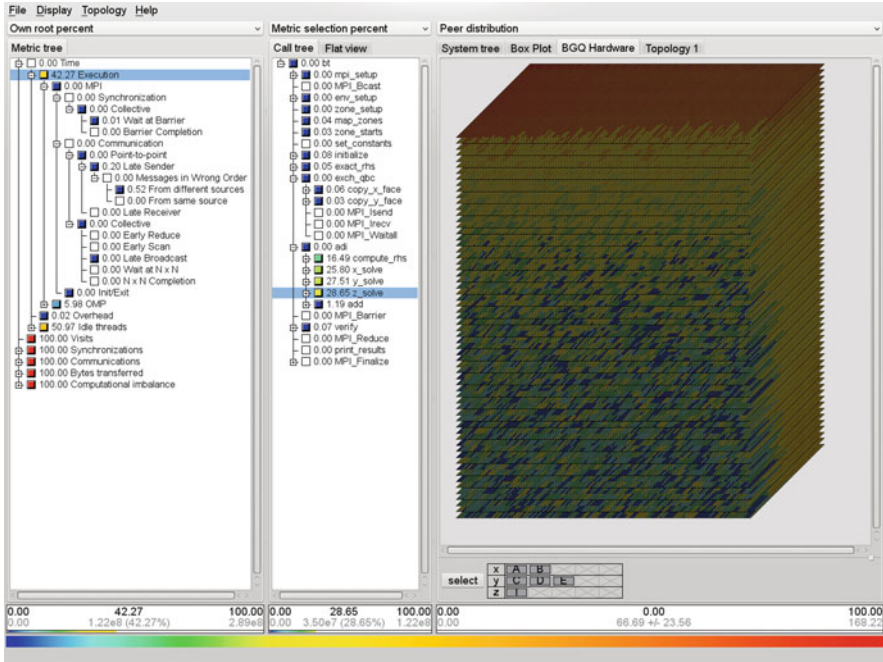 File Display Topology Help
Own root percent
Metric selection percent
Peer distribution
Metric tree
Call tree Flat view
System tree Box Plot BGQ Hardware Topology 1
0.00 Time
42.27 Execution
0.00 MPI
0.00 Synchronization
0.00 Collective
0.01 Wait at Barrier
0.00 Barrier Completion
0.00 Communication
0.00 Point-to-point
0.20 Late Sender
0.00 Messages in Wrong Order
0.52 From different sources
0.00 From same source
0.00 Late Receiver
0.00 Collective
0.00 Early Reduce
0.00 Early Scan
0.00 Late Broadcast
0.00 Wait at N x N
0.00 N x N Completion
0.00 Init/Exit
5.98 OMP
0.02 Overhead
50.97 Idle threads
100.00 Visits
100.00 Synchronizations
100.00 Communications
100.00 Bytes transferred
100.00 Computational imbalance
0.00 bt
0.00 mpi_setup
0.00 MPI_Bcast
0.00 env_setup
0.00 zone_setup
0.04 map_zones
0.03 zone_starts
0.00 set_constants
0.08 initialize
0.05 exact_rhs
0.00 exch_qbc
0.06 copy_x_face
0.03 copy_y_face
0.00 MPI_Isend
0.00 MPI_Irecv
0.00 MPI_Waitall
0.00 adi
16.49 compute_rhs
25.80 x_solve
27.51 y_solve
28.65 z_solve
1.19 add
0.00 MPI_Barrier
0.07 verify
0.00 MPI_Reduce
0.00 print_results
0.00 MPI_Finalize
select
x A B
y C D E
z T
0.00 42.27 100.00
0.00 1.22e8 (42.27%) 2.89e8
0.00 28.65 100.00
0.00 3.50e7 (28.65%) 1.22e8
0.00 0.00 100.00
0.00 66.69 +/- 23.56 168.22